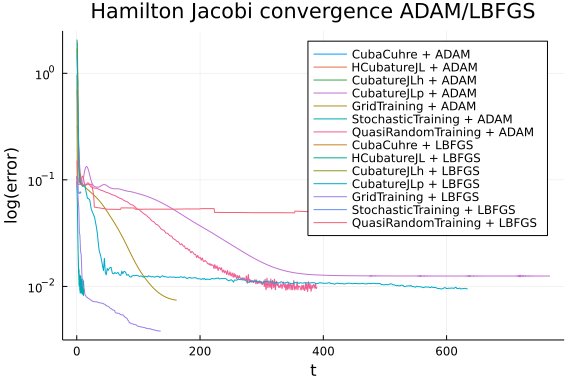 Hamilton Jacobi convergence ADAM/LBFGS
CubaCuhre + ADAM
HCubatureJL + ADAM
CubatureJLh + ADAM
CubatureJLp + ADAM
GridTraining + ADAM
StochasticTraining + ADAM
QuasiRandomTraining + ADAM
CubaCuhre + LBFGS
HCubatureJL + LBFGS
CubatureJLh + LBFGS
CubatureJLp + LBFGS
GridTraining + LBFGS
StochasticTraining + LBFGS
QuasiRandomTraining + LBFGS
log(error)
10⁰
10⁻¹
10⁻²
0 200 400 600
t